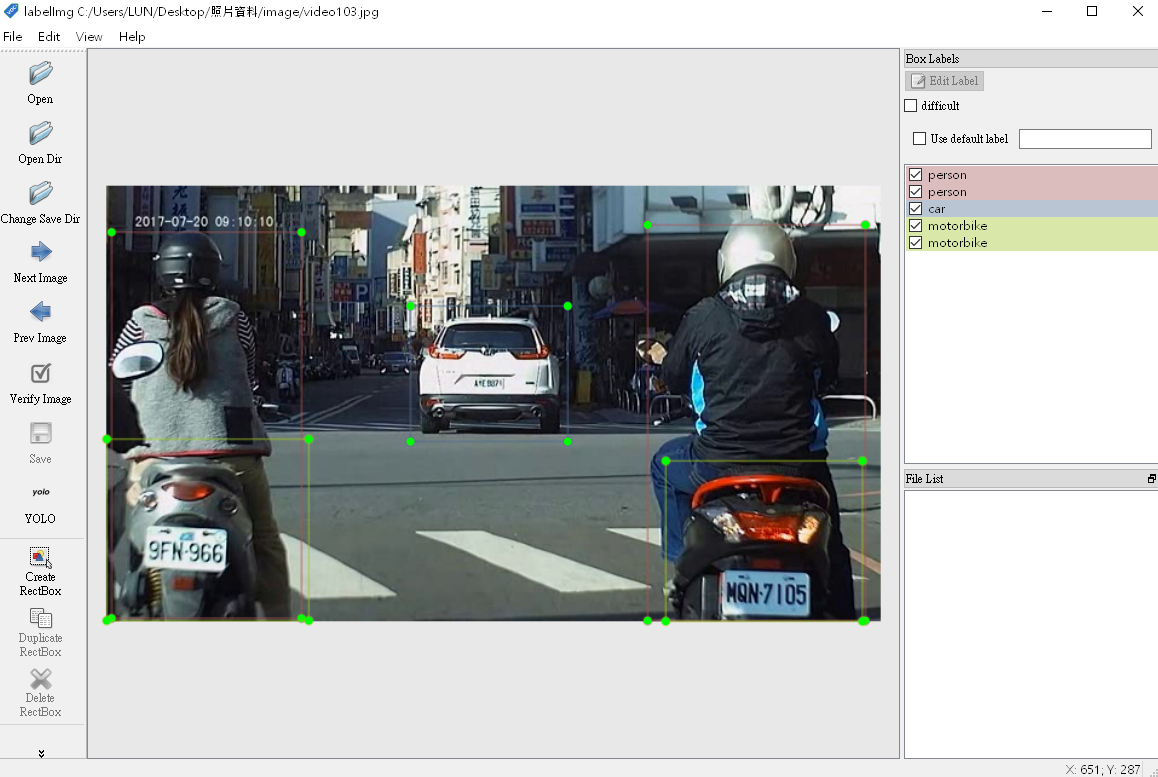 labelImg C:/Users/LUN/Desktop/照片資料/image/video103.jpg
File Edit View Help
Open
Open Dir
Change Save Dir
Next Image
Prev Image
Verify Image
Save
yolo
YOLO
Create
RectBox
Duplicate
RectBox
Delete
RectBox
2017-07-20 09:10:10
P
9FN-966
MQN-7105
Box Labels
Edit Label
difficult
Use default label
person
person
car
motorbike
motorbike
File List
X: 651; Y: 287